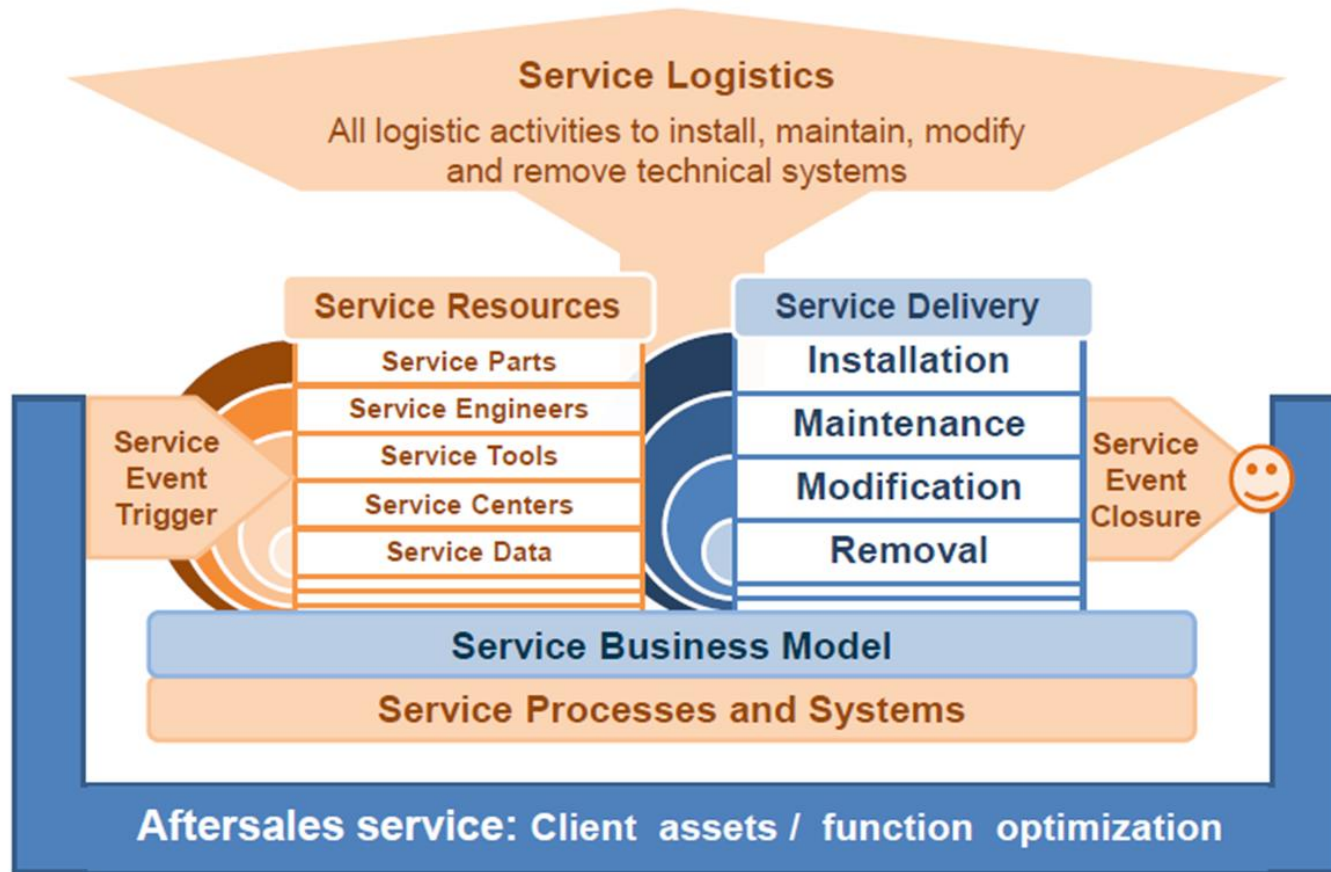 Service Logistics
All logistic activities to install, maintain, modify
and remove technical systems
Service Resources
Service Parts
Service Engineers
Service Tools
Service Centers
Service Data
Service Delivery
Installation
Maintenance
Modification
Removal
Service
Event
Trigger
Service
Event
Closure
Service Business Model
Service Processes and Systems
Aftersales service: Client assets / function optimization